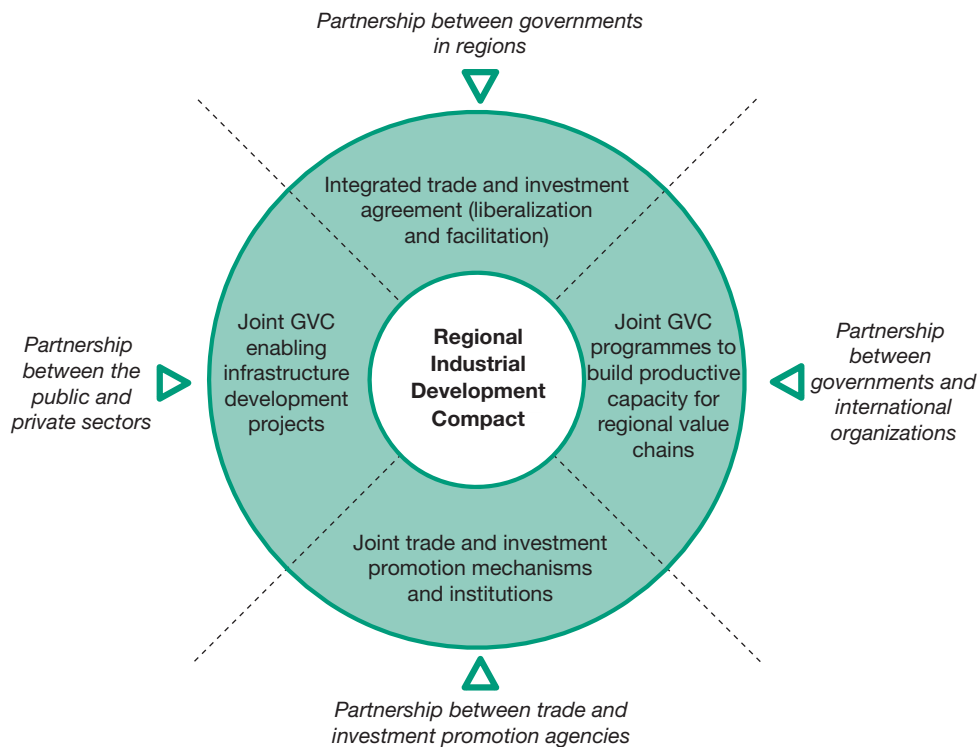 Partnership between governments
in regions
Integrated trade and investment
agreement (liberalization
and facilitation)
Partnership
between the
public and
private sectors
Joint GVC
enabling
infrastructure
development
projects
Regional
Industrial
Development
Compact
Joint GVC
programmes to
build productive
capacity for
regional value
chains
Partnership
between
governments and
international
organizations
Joint trade and investment
promotion mechanisms
and institutions
Partnership between trade and
investment promotion agencies